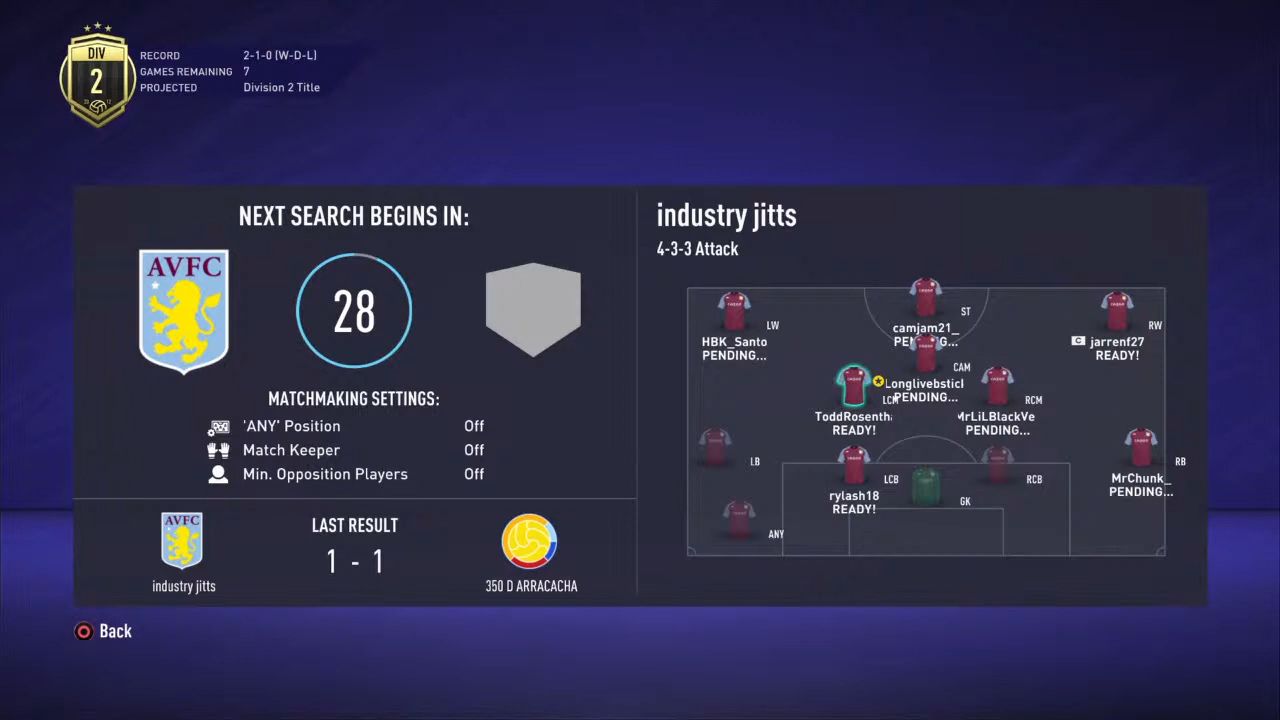 DIV
2
RECORD 2-1-0 (W-D-L)
GAMES REMAINING 7
PROJECTED Division 2 Title
NEXT SEARCH BEGINS IN:
AVFC
28
MATCHMAKING SETTINGS:
'ANY' Position Off
Match Keeper Off
Min. Opposition Players Off
AVFC
LAST RESULT
1 - 1
industry jitts
350 D ARRACACHA
industry jitts
4-3-3 Attack
LW
HBK_Santo
PENDING...
ST
camjam21_
RW
C jarrenf27
READY!
CAM
Longlivebsticl
PENDING...
ToddRosenth
READY!
RCM
MrLiLBlackVe
PENDING...
LB
LCB
rylash18
READY!
RCB
RB
MrChunk_
PENDING...
GK
ANY
Back